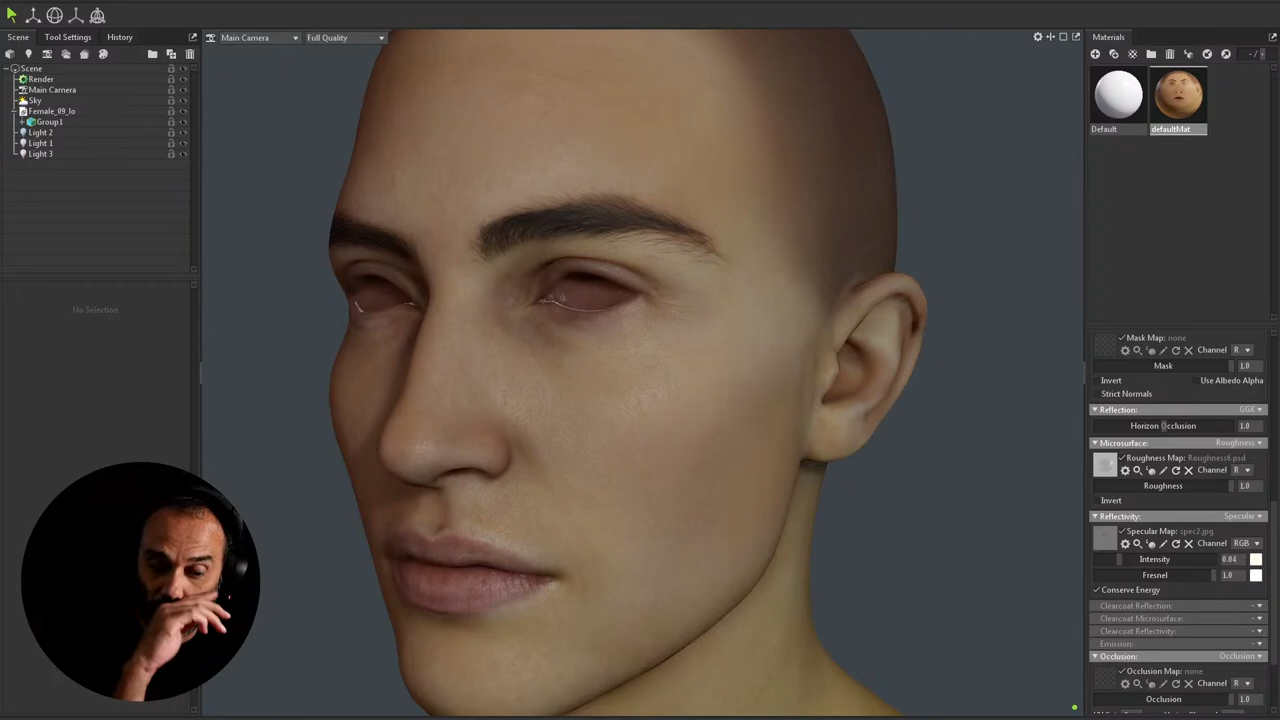 Scene Tool Settings History
Main Camera Full Quality
Materials
Scene
Render
Main Camera
Sky
Female_09_lo
Group1
Light 2
Light 1
Light 3
No Selection
Default defaultMat
Mask Map: none
Channel R
Mask 1.0
Invert Use Albedo Alpha
Strict Normals
Reflection: GGX
Horizon Occlusion 1.0
Microsurface: Roughness
Roughness Map: Roughness6.psd
Channel R
Roughness 1.0
Invert
Reflectivity: Specular
Specular Map: spec2.jpg
Channel RGB
Intensity 0.04
Fresnel 1.0
Conserve Energy
Clearcoat Reflection:
Clearcoat Microsurface:
Clearcoat Reflectivity:
Emission:
Occlusion: Occlusion
Occlusion Map: none
Channel R
Occlusion 1.0